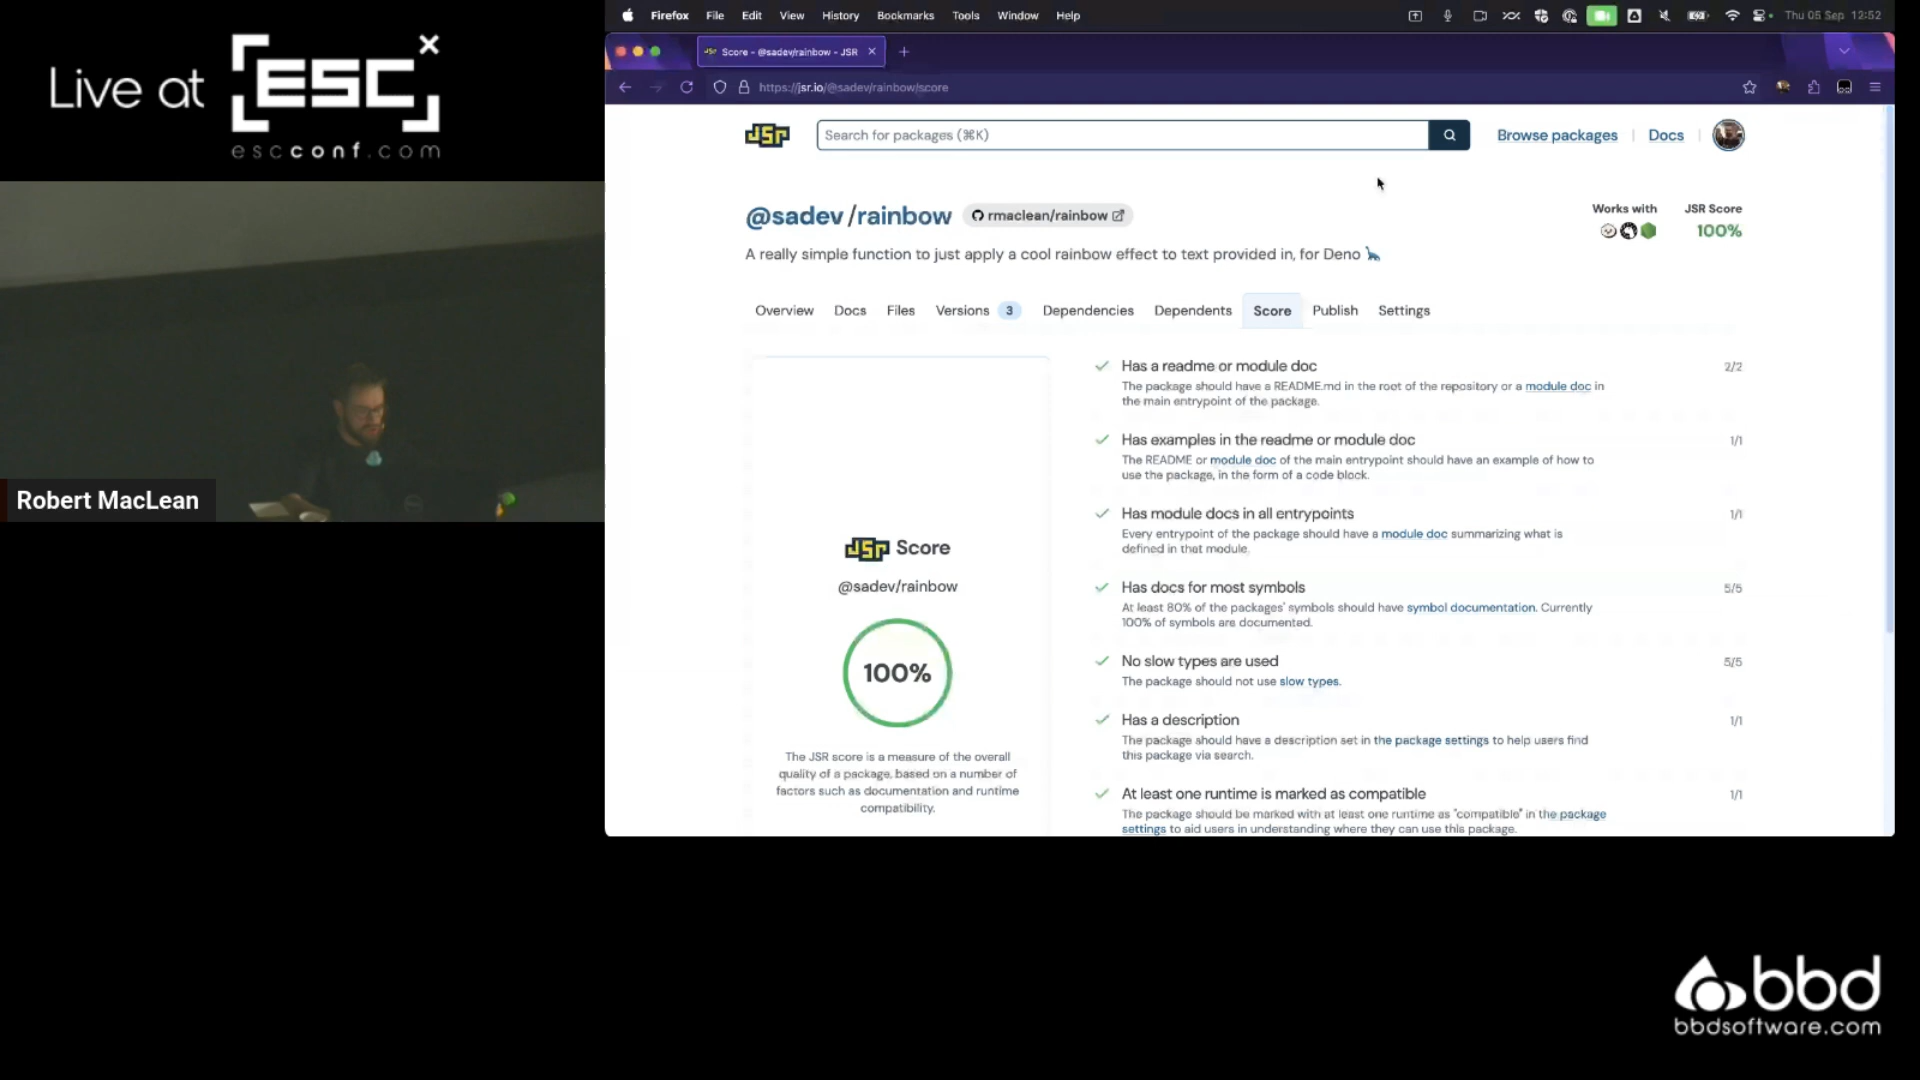 Live at [ESC]x
escconf.com
Robert MacLean
Firefox File Edit View History Bookmarks Tools Window Help
Thu 05 Sep 12:52
JSR Score - @sadev/rainbow - JSR
https://jsr.io/@sadev/rainbow/score
JSR
Search for packages (⌘K)
Browse packages
Docs
@sadev/rainbow
rmaclean/rainbow
Works with
JSR Score
100%
A really simple function to just apply a cool rainbow effect to text provided in, for Deno 🦕
Overview Docs Files Versions 3 Dependencies Dependents Score Publish Settings
JSR Score
@sadev/rainbow
100%
The JSR score is a measure of the overall
quality of a package, based on a number of
factors such as documentation and runtime
compatibility.
Has a readme or module doc 2/2
The package should have a README.md in the root of the repository or a module doc in
the main entrypoint of the package.
Has examples in the readme or module doc 1/1
The README or module doc of the main entrypoint should have an example of how to
use the package, in the form of a code block.
Has module docs in all entrypoints 1/1
Every entrypoint of the package should have a module doc summarizing what is
defined in that module.
Has docs for most symbols 5/5
At least 80% of the packages' symbols should have symbol documentation. Currently
100% of symbols are documented.
No slow types are used 5/5
The package should not use slow types.
Has a description 1/1
The package should have a description set in the package settings to help users find
this package via search.
At least one runtime is marked as compatible 1/1
The package should be marked with at least one runtime as "compatible" in the package
settings to aid users in understanding where they can use this package.
bbd
bbdsoftware.com